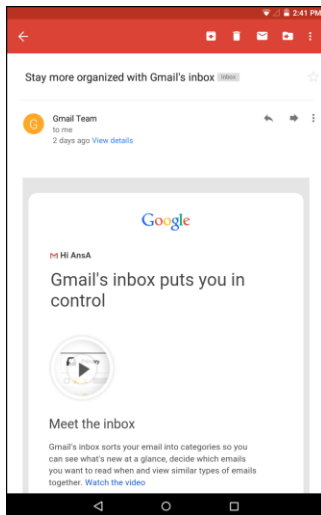 2:41 PM
Stay more organized with Gmail's inbox Inbox
G
Gmail Team
to me
2 days ago View details
Google
Hi AnsA
Gmail's inbox puts you in
control
Meet the inbox
Gmail's inbox sorts your email into categories so you
can see what's new at a glance, decide which emails
you want to read when and view similar types of emails
together. Watch the video